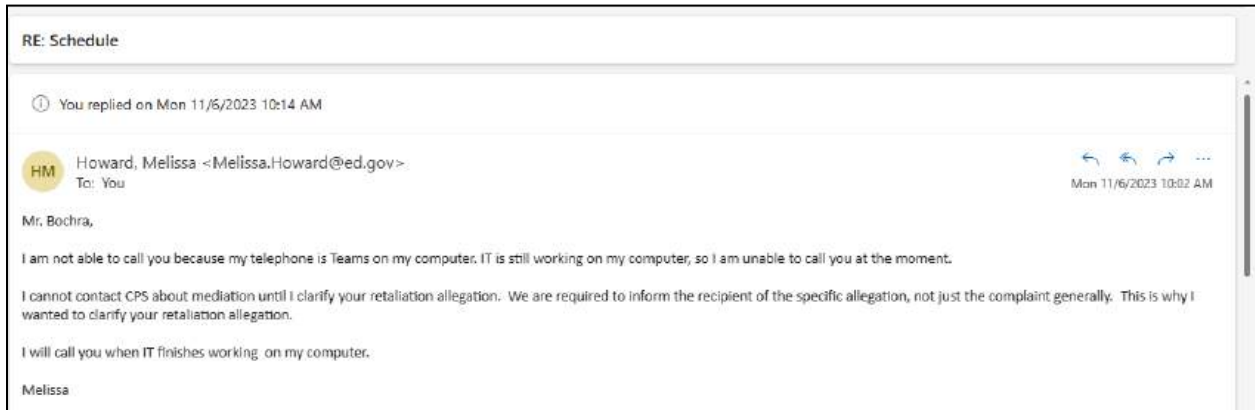 RE: Schedule
You replied on Mon 11/6/2023 10:14 AM
HM
Howard, Melissa <Melissa.Howard@ed.gov>
To: You
Mon 11/6/2023 10:02 AM
Mr. Bochra,
I am not able to call you because my telephone is Teams on my computer. IT is still working on my computer, so I am unable to call you at the moment.
I cannot contact CPS about mediation until I clarify your retaliation allegation. We are required to inform the recipient of the specific allegation, not just the complaint generally. This is why I
wanted to clarify your retaliation allegation.
I will call you when IT finishes working on my computer.
Melissa